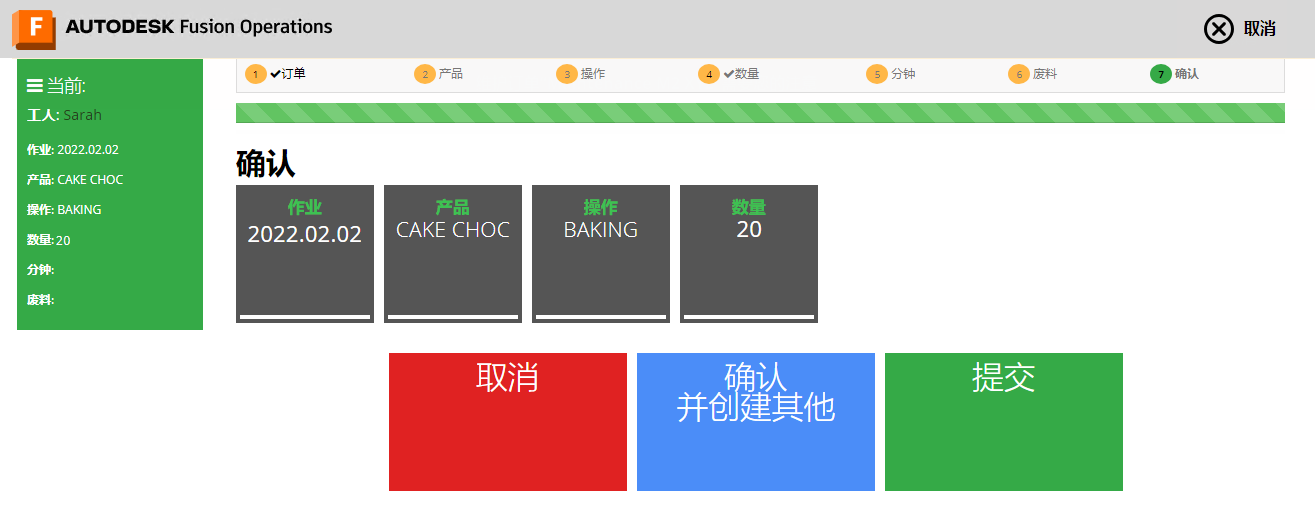 F AUTODESK Fusion Operations
取消
当前:
工人: Sarah
作业: 2022.02.02
产品: CAKE CHOC
操作: BAKING
数量:20
分钟:
废料:
1 订单 2 产品 3 操作 4 数量 5 分钟 6 废料 7 确认
确认
作业
2022.02.02
产品
CAKE CHOC
操作
BAKING
数量
20
取消
确认
并创建其他
提交